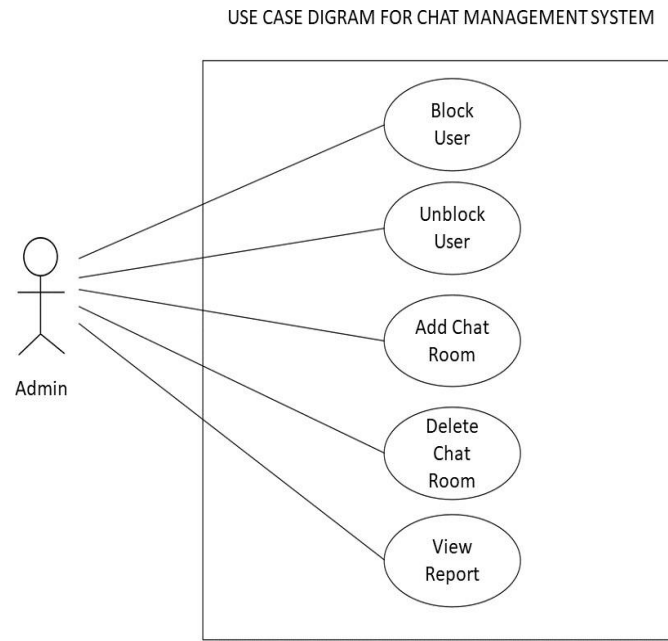 USE CASE DIGRAM FOR CHAT MANAGEMENT SYSTEM
Block
User
Unblock
User
Add Chat
Room
Admin
Delete
Chat
Room
View
Report